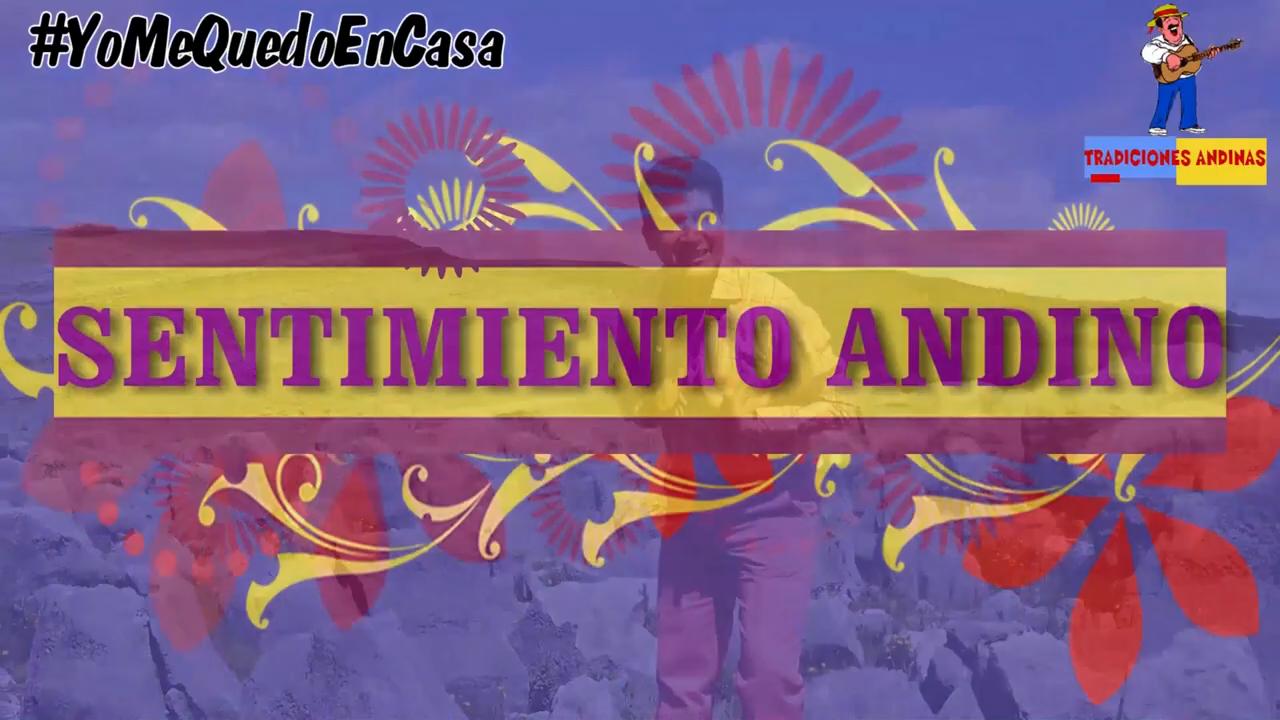 #YoMeQuedoEnCasa
TRADICIONES ANDINAS
SENTIMIENTO ANDINO